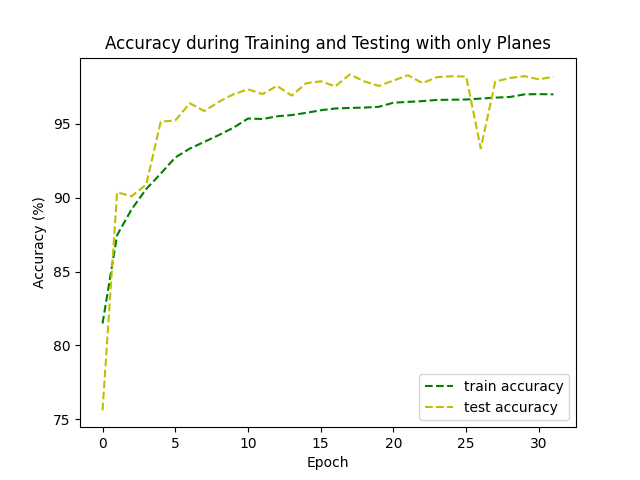 Accuracy during Training and Testing with only Planes
Accuracy (%)
95
90
85
80
75
0 5 10 15 20 25 30
Epoch
train accuracy
test accuracy